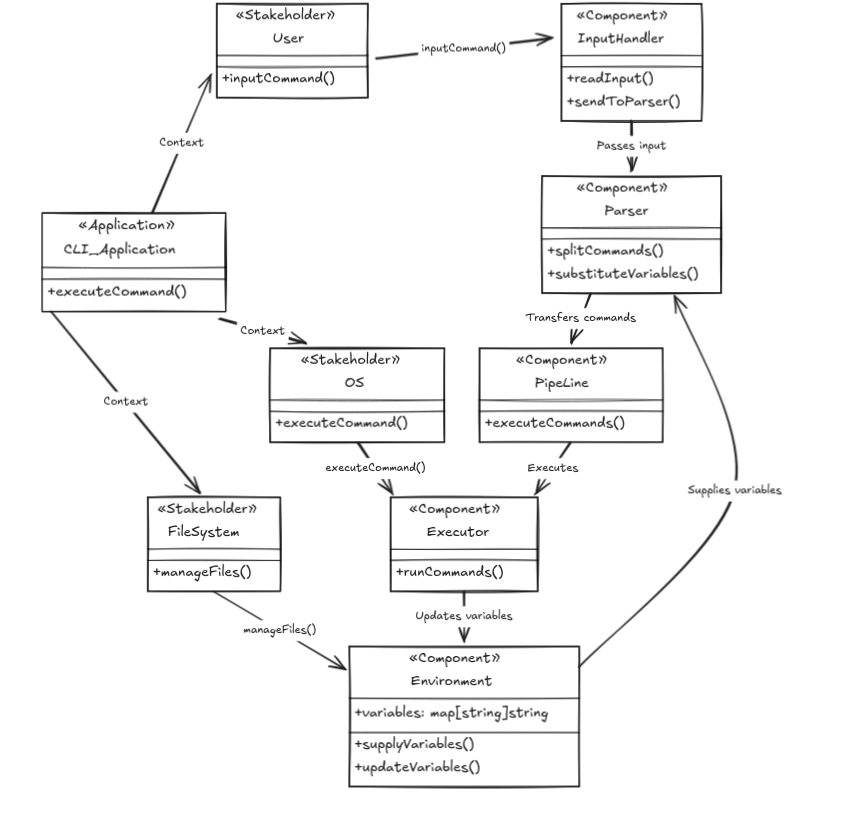 «Stakeholder»
User
+inputCommand()
inputCommand()
«Component»
InputHandler
+readInput()
+sendToParser()
Context
Passes input
«Component»
Parser
+splitCommands()
+substituteVariables()
«Application»
CLI_Application
+executeCommand()
Context
Transfers commands
«Stakeholder»
OS
+executeCommand()
«Component»
PipeLine
+executeCommands()
Context
executeCommand()
Executes
Supplies variables
«Stakeholder»
FileSystem
+manageFiles()
«Component»
Executor
+runCommands()
manageFiles()
Updates variables
«Component»
Environment
+variables: map[string]string
+supplyVariables()
+updateVariables()